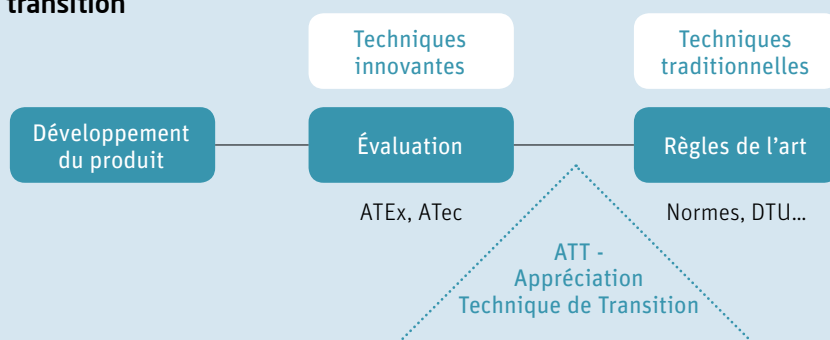 transition
Techniques
innovantes
Techniques
traditionnelles
Développement
du produit
Évaluation
Règles de l’art
ATEx, ATec
Normes, DTU...
ATT -
Appréciation
Technique de Transition